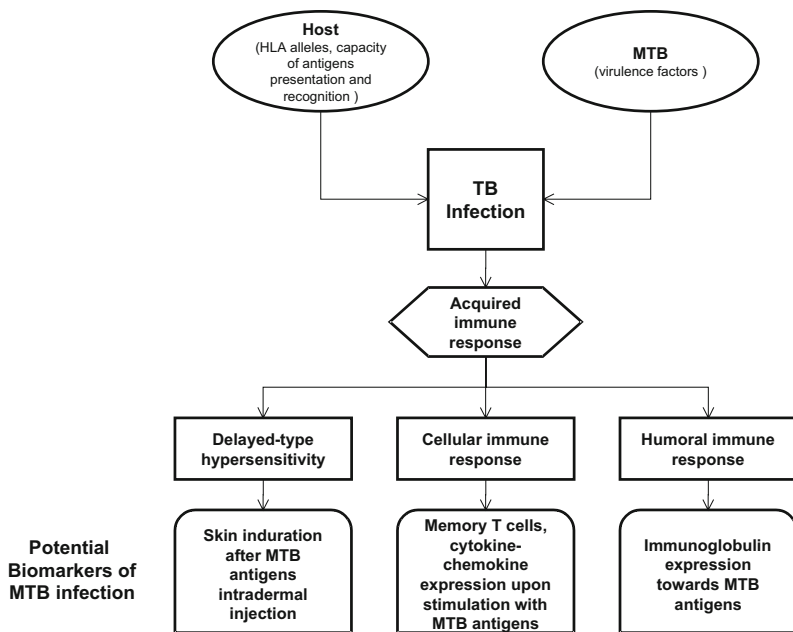 Host
(HLA alleles, capacity
of antigens
presentation and
recognition )
MTB
(virulence factors )
TB
Infection
Acquired
immune
response
Delayed-type
hypersensitivity
Cellular immune
response
Humoral immune
response
Potential
Biomarkers of
MTB infection
Skin induration
after MTB
antigens
intradermal
injection
Memory T cells,
cytokine-
chemokine
expression upon
stimulation with
MTB antigens
Immunoglobulin
expression
towards MTB
antigens